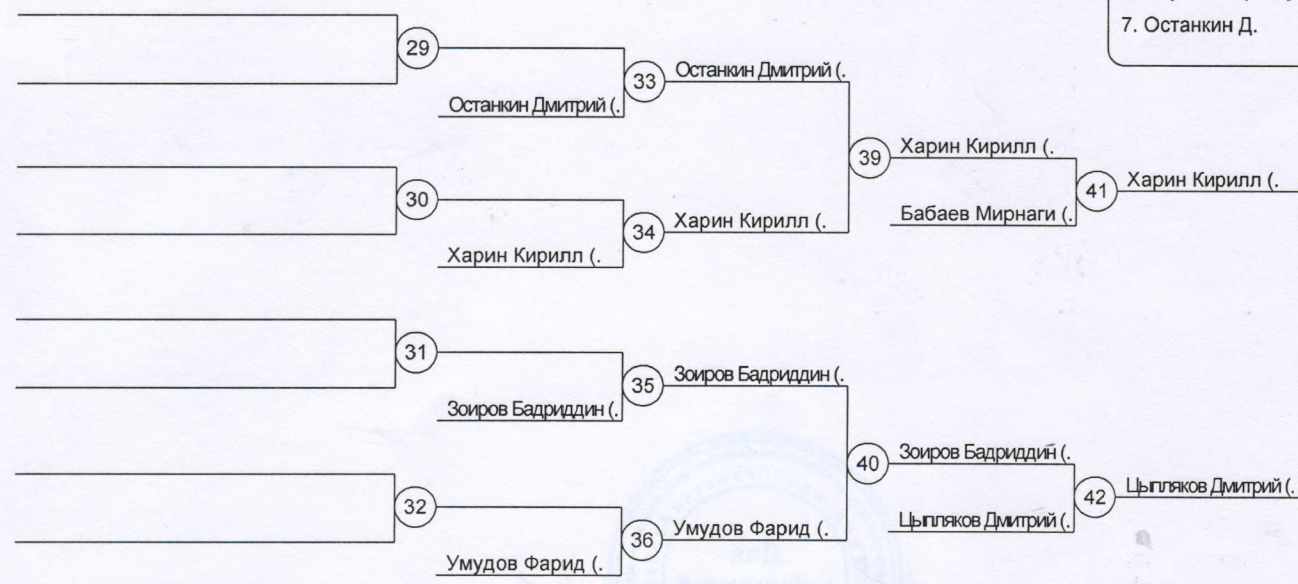 7. Останкин Д.
29
33
Останкин Дмитрий (.
Останкин Дмитрий (.
39
Харин Кирилл (.
30
41
Харин Кирилл (.
34
Харин Кирилл (.
Бабаев Мирнаги (.
Харин Кирилл (.
31
35
Зоиров Бадриддин (.
Зоиров Бадриддин (.
40
Зоиров Бадриддин (.
42
Цыпляков Дмитрий (.
32
Цыпляков Дмитрий (.
36
Умудов Фарид (.
Умудов Фарид (.
Для